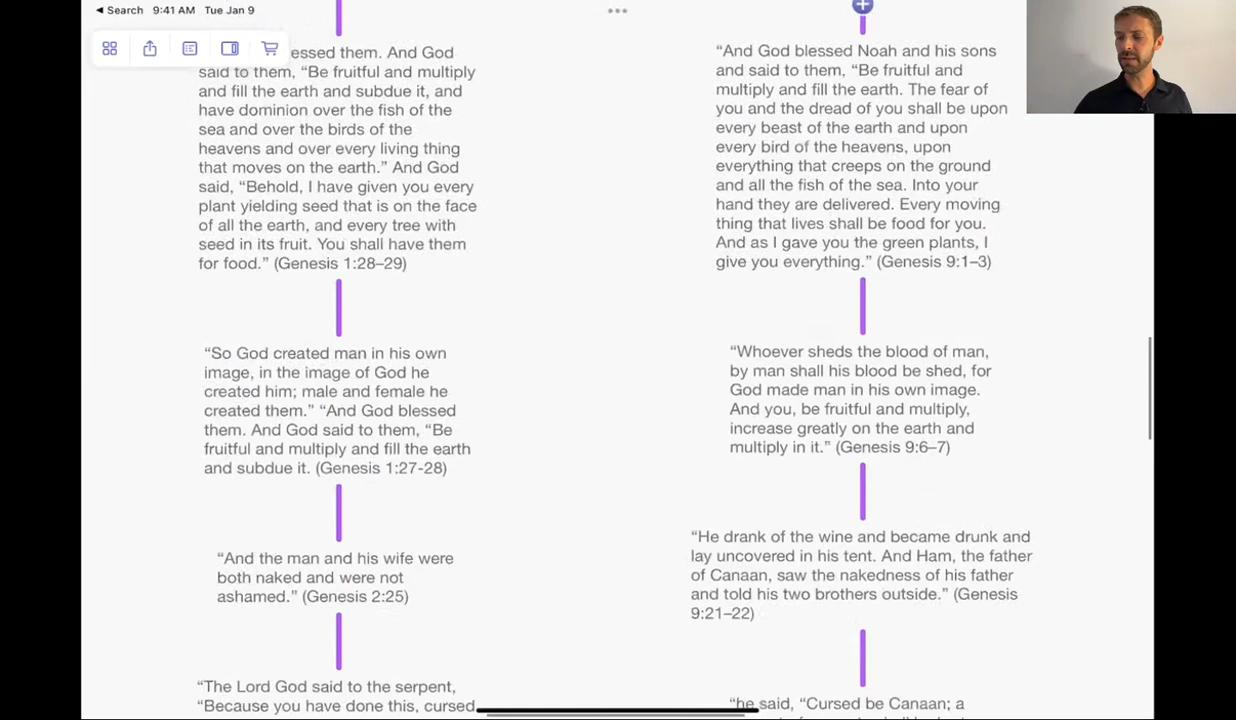 Search 9:41 AM Tue Jan 9
essed them. And God
said to them, “Be fruitful and multiply
and fill the earth and subdue it, and
have dominion over the fish of the
sea and over the birds of the
heavens and over every living thing
that moves on the earth.” And God
said, “Behold, I have given you every
plant yielding seed that is on the face
of all the earth, and every tree with
seed in its fruit. You shall have them
for food.” (Genesis 1:28–29)
“So God created man in his own
image, in the image of God he
created him; male and female he
created them.” “And God blessed
them. And God said to them, “Be
fruitful and multiply and fill the earth
and subdue it. (Genesis 1:27-28)
“And the man and his wife were
both naked and were not
ashamed.” (Genesis 2:25)
“The Lord God said to the serpent,
“Because you have done this, cursed
“And God blessed Noah and his sons
and said to them, “Be fruitful and
multiply and fill the earth. The fear of
you and the dread of you shall be upon
every beast of the earth and upon
every bird of the heavens, upon
everything that creeps on the ground
and all the fish of the sea. Into your
hand they are delivered. Every moving
thing that lives shall be food for you.
And as I gave you the green plants, I
give you everything.” (Genesis 9:1–3)
“Whoever sheds the blood of man,
by man shall his blood be shed, for
God made man in his own image.
And you, be fruitful and multiply,
increase greatly on the earth and
multiply in it.” (Genesis 9:6–7)
“He drank of the wine and became drunk and
lay uncovered in his tent. And Ham, the father
of Canaan, saw the nakedness of his father
and told his two brothers outside.” (Genesis
9:21–22)
“he said, “Cursed be Canaan; a